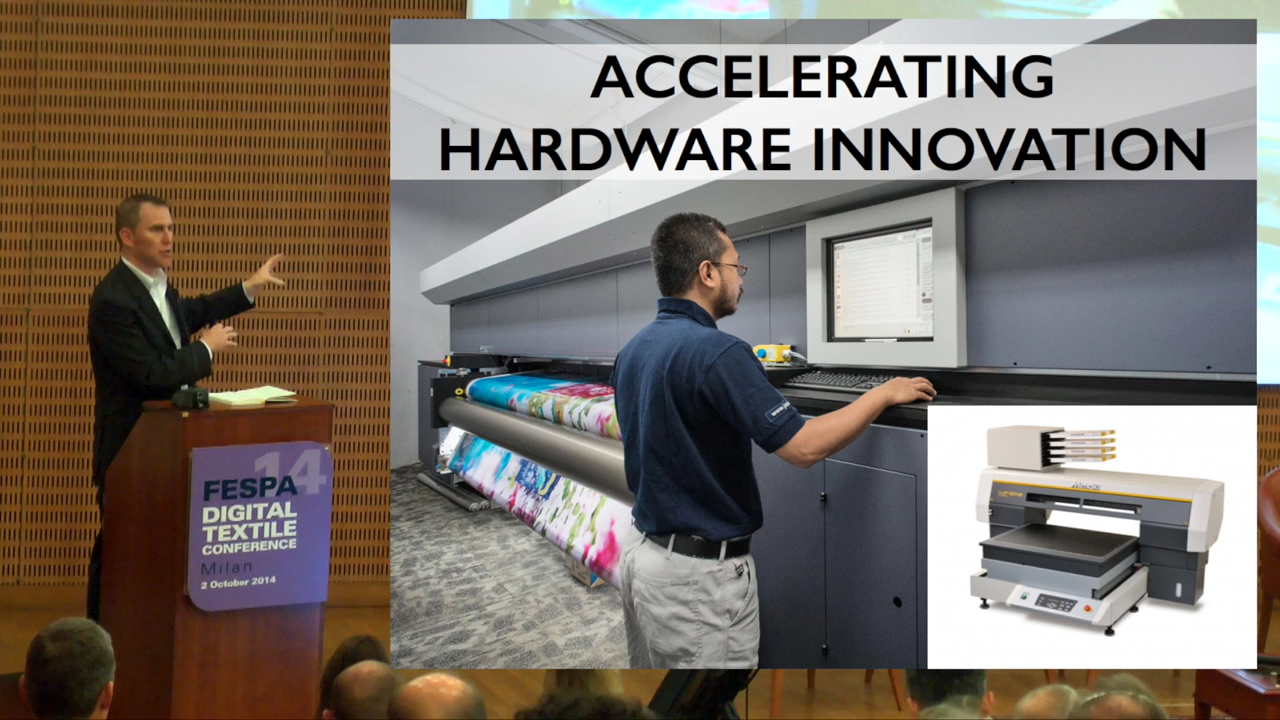 ACCELERATING
HARDWARE INNOVATION
14
FESPA
DIGITAL
TEXTILE
CONFERENCE
Milan
2 October 2014